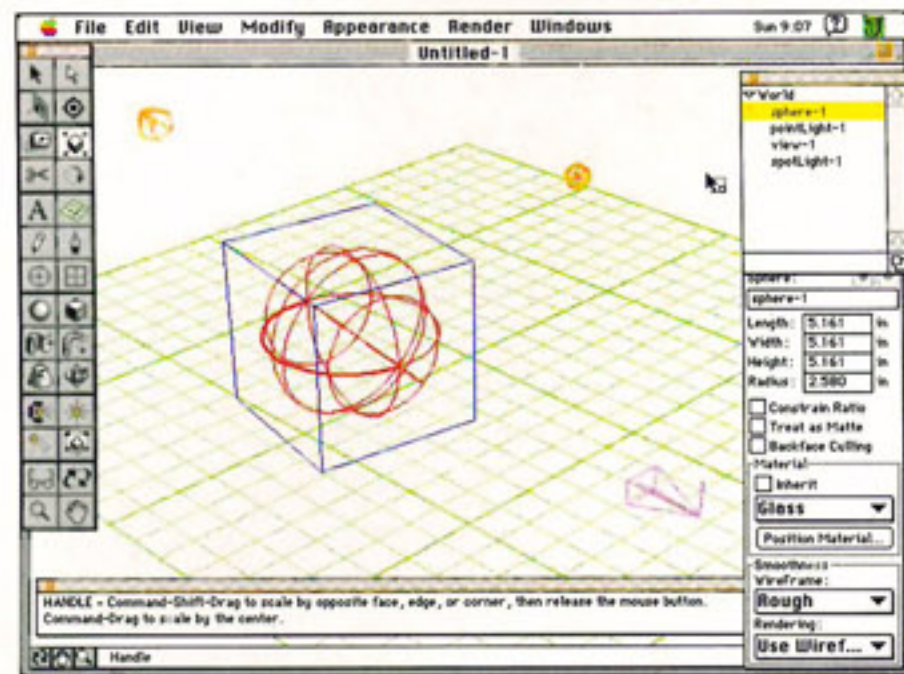 File Edit View Modify Appearance Render Windows Sun 9:07
Untitled-1
World
sphere-1
pointLight-1
view-1
spotLight-1
A
Sphere:
sphere-1
Length: 5.161 in
Width: 5.161 in
Height: 5.161 in
Radius: 2.580 in
Constrain Ratio
Treat as Matte
Backface Culling
Material
Inherit
Glass
Position Material...
Smoothness
WireFrame:
Rough
Rendering:
Use Wiref...
HANDLE - Command-Shift-Drag to scale by opposite face, edge, or corner, then release the mouse button.
Command-Drag to scale by the center.
Handle